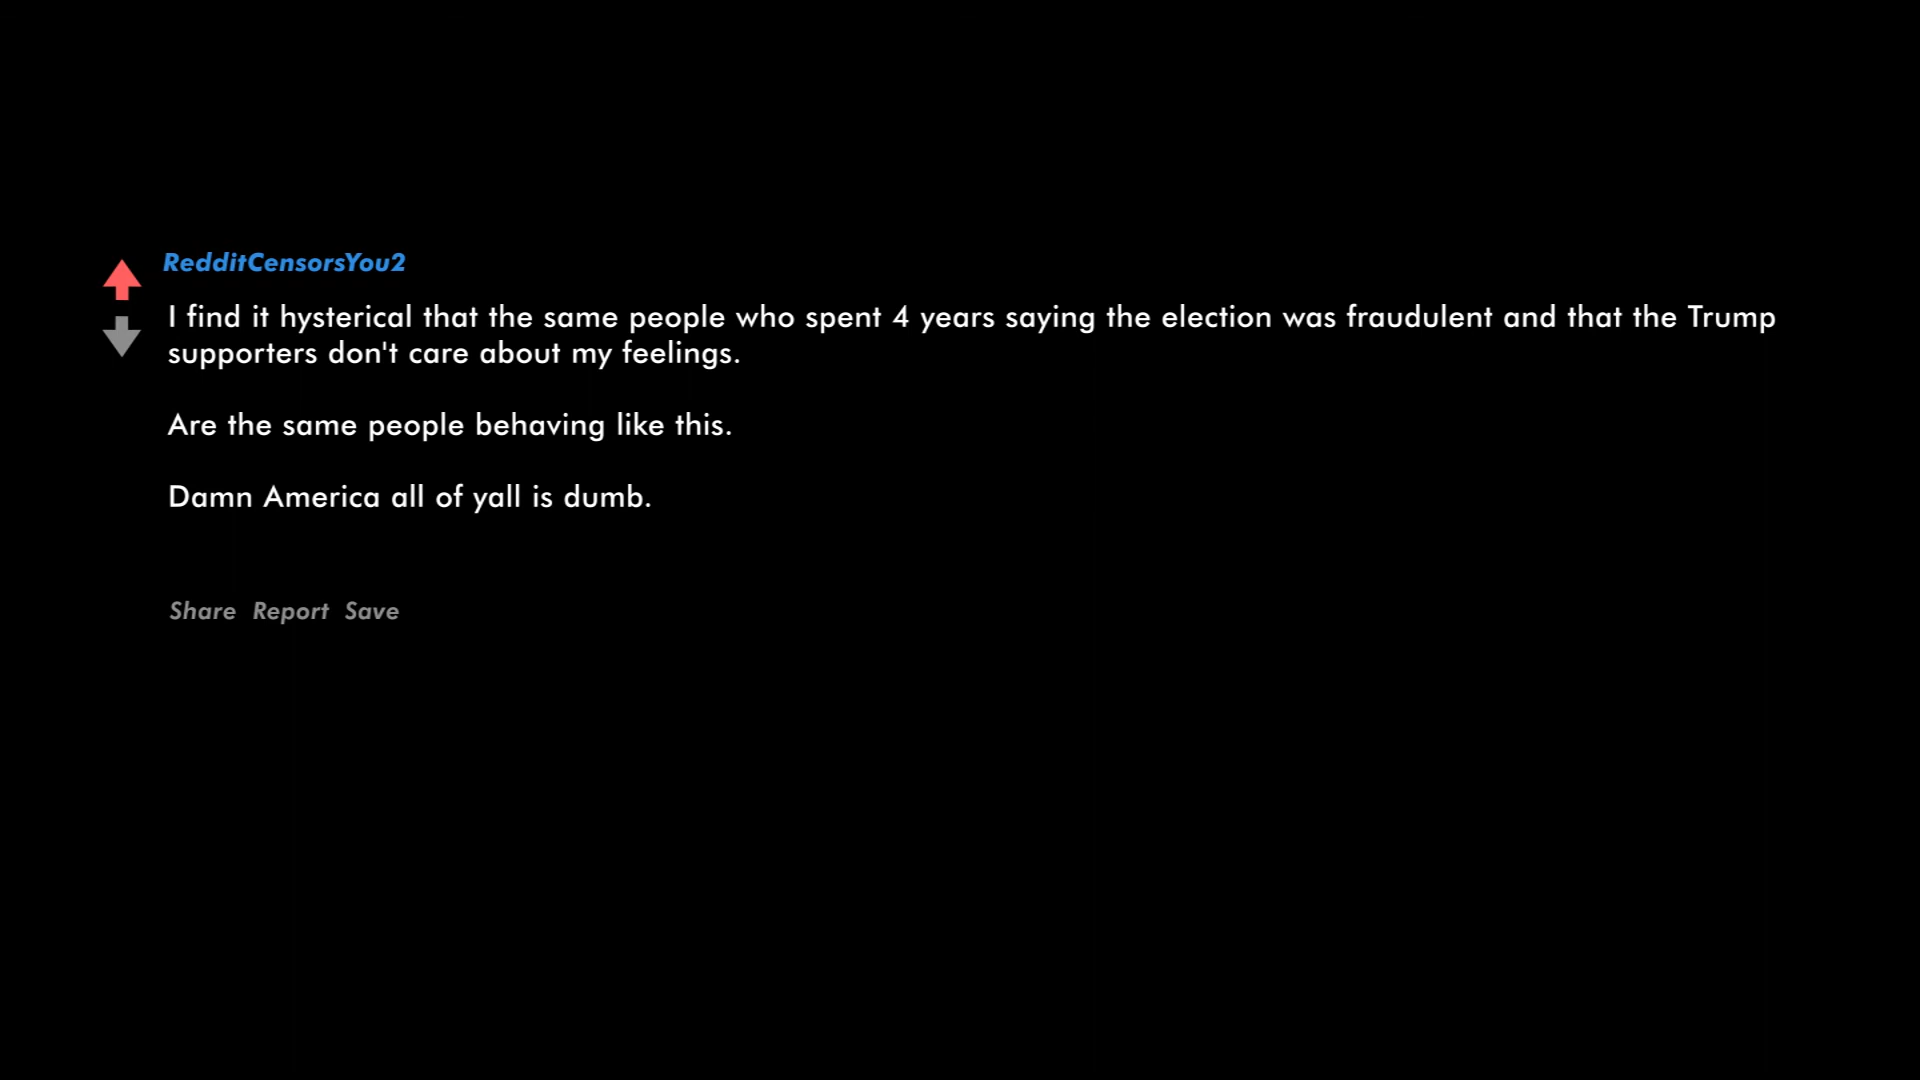 RedditCensorsYou2
I find it hysterical that the same people who spent 4 years saying the election was fraudulent and that the Trump
supporters don't care about my feelings.
Are the same people behaving like this.
Damn America all of yall is dumb.
Share Report Save